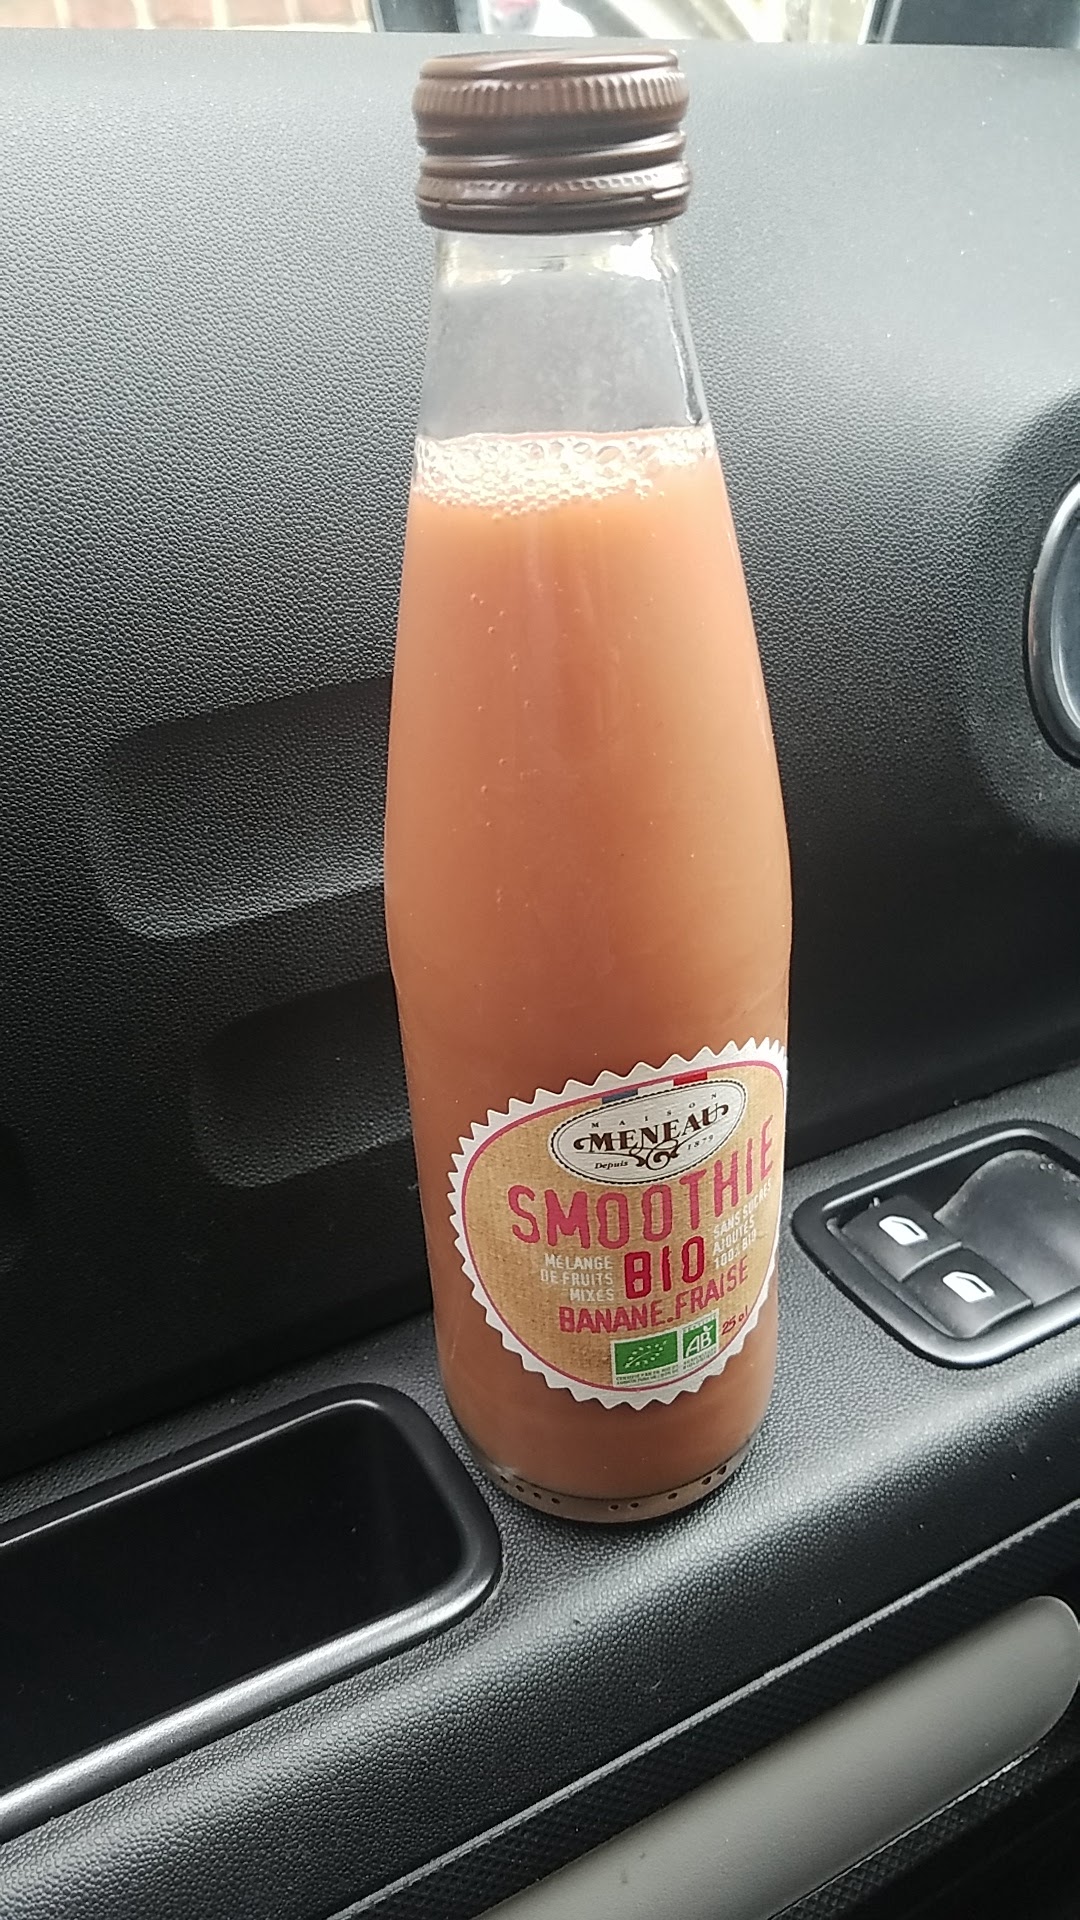 MAISON
MENEAU
Depuis 1879
SMOOTHIE
MÉLANGE
DE FRUITS
MIXÉS
BIO
SANS SUCRES
AJOUTÉS
100% BIO
BANANE.FRAISE
AB
25 cl